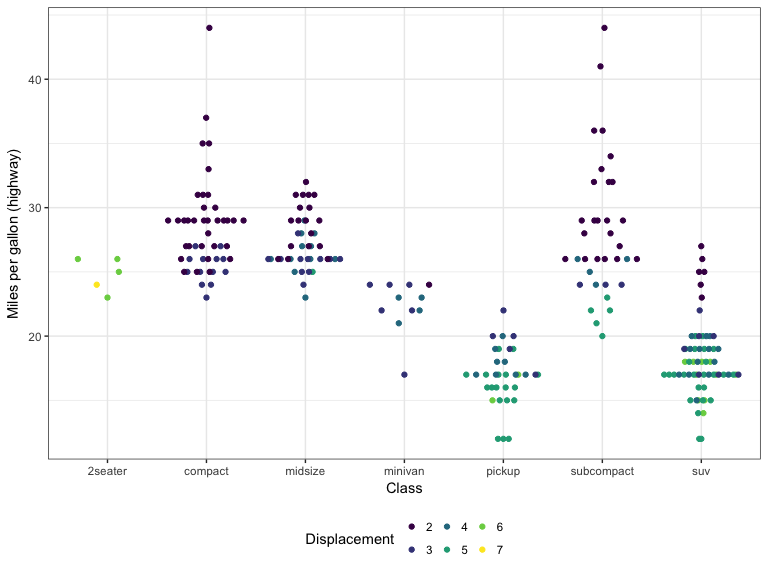 40
30
20
Miles per gallon (highway)
2seater compact midsize minivan pickup subcompact suv
Class
Displacement
2 4 6
3 5 7